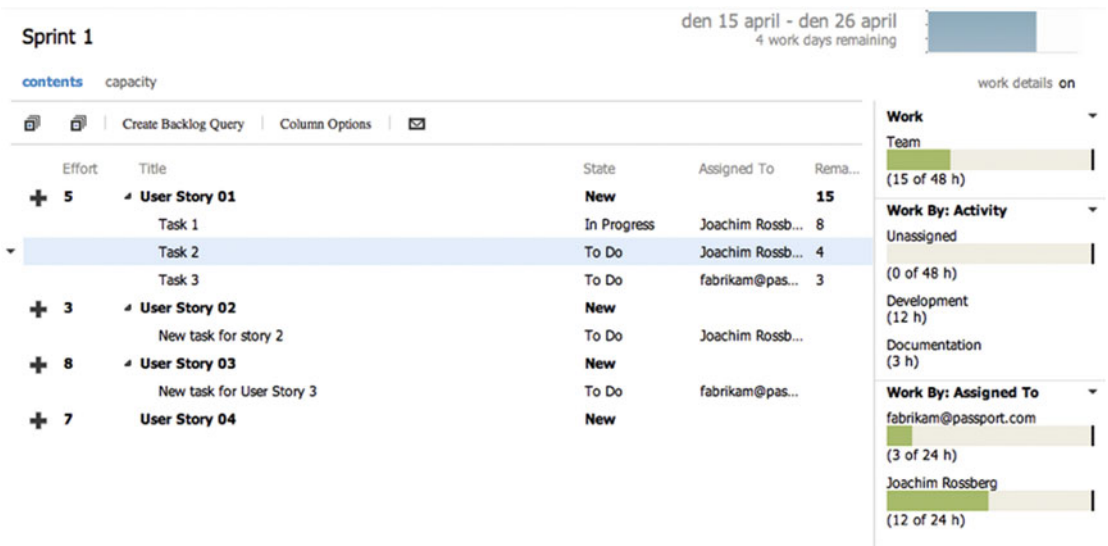 Sprint 1
den 15 april - den 26 april
4 work days remaining
contents capacity
work details on
Create Backlog Query Column Options
Effort Title State Assigned To Rema...
5 User Story 01 New 15
Task 1 In Progress Joachim Rossb... 8
Task 2 To Do Joachim Rossb... 4
Task 3 To Do fabrikam@pas... 3
3 User Story 02 New
New task for story 2 To Do Joachim Rossb...
8 User Story 03 New
New task for User Story 3 To Do fabrikam@pas...
7 User Story 04 New
Work
Team
(15 of 48 h)
Work By: Activity
Unassigned
(0 of 48 h)
Development
(12 h)
Documentation
(3 h)
Work By: Assigned To
fabrikam@passport.com
(3 of 24 h)
Joachim Rossberg
(12 of 24 h)